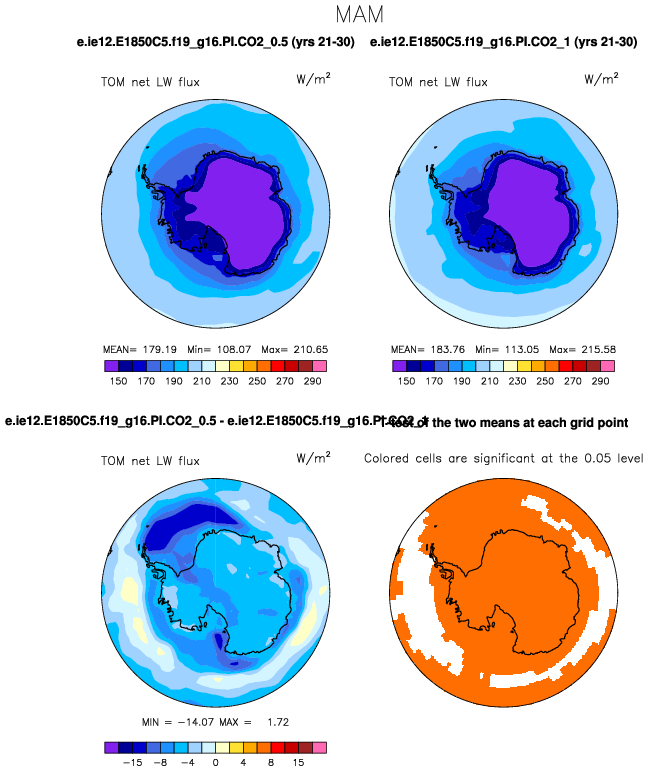 MAM
e.ie12.E1850C5.f19_g16.PI.CO2_0.5 (yrs 21-30)
e.ie12.E1850C5.f19_g16.PI.CO2_1 (yrs 21-30)
TOM net LW flux W/m²
TOM net LW flux W/m²
MEAN= 179.19 Min= 108.07 Max= 210.65
MEAN= 183.76 Min= 113.05 Max= 215.58
150 170 190 210 230 250 270 290
150 170 190 210 230 250 270 290
e.ie12.E1850C5.f19_g16.PI.CO2_0.5 - e.ie12.E1850C5.f19_g16.PI.CO2_1
T-test of the two means at each grid point
TOM net LW flux W/m²
Colored cells are significant at the 0.05 level
MIN = -14.07 MAX = 1.72
-15 -8 -4 0 4 8 15